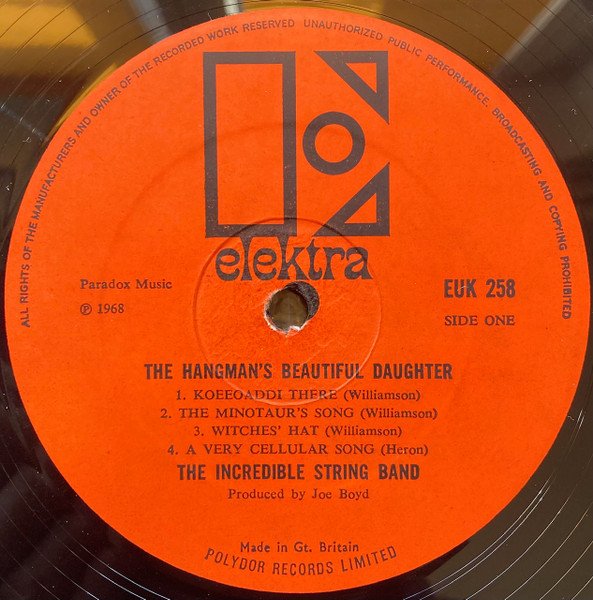 ALL RIGHTS OF THE MANUFACTURERS AND OWNER OF THE RECORDED WORK RESERVED UNAUTHORIZED PUBLIC PERFORMANCE, BROADCASTING AND COPYING PROHIBITED
elektra
Paradox Music
℗ 1968
EUK 258
SIDE ONE
THE HANGMAN'S BEAUTIFUL DAUGHTER
1. KOEEOADDI THERE (Williamson)
2. THE MINOTAUR'S SONG (Williamson)
3. WITCHES' HAT (Williamson)
4. A VERY CELLULAR SONG (Heron)
THE INCREDIBLE STRING BAND
Produced by Joe Boyd
Made in Gt. Britain
POLYDOR RECORDS LIMITED